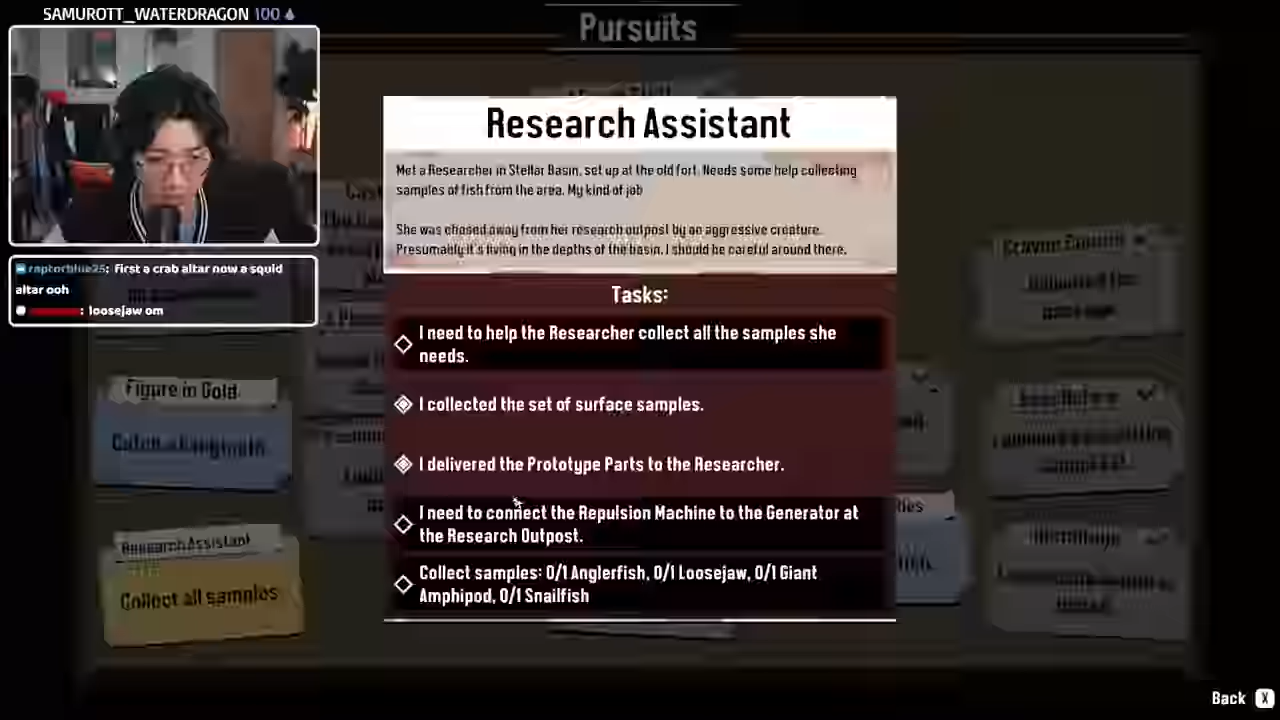 SAMUROTT_WATERDRAGON 100
Pursuits
raptorblue25: first a crab altar now a squid
altar ooh
: loosejaw om
Research Assistant
Met a Researcher in Stellar Basin, set up at the old fort. Needs some help collecting
samples of fish from the area. My kind of job
She was chased away from her research outpost by an aggressive creature.
Presumably it's living in the depths of the basin. I should be careful around there.
Tasks:
I need to help the Researcher collect all the samples she
needs.
I collected the set of surface samples.
I delivered the Prototype Parts to the Researcher.
I need to connect the Repulsion Machine to the Generator at
the Research Outpost.
Collect samples: 0/1 Anglerfish, 0/1 Loosejaw, 0/1 Giant
Amphipod, 0/1 Snailfish
Figure in Gold
Research Assistant
Collect all samples
Back X